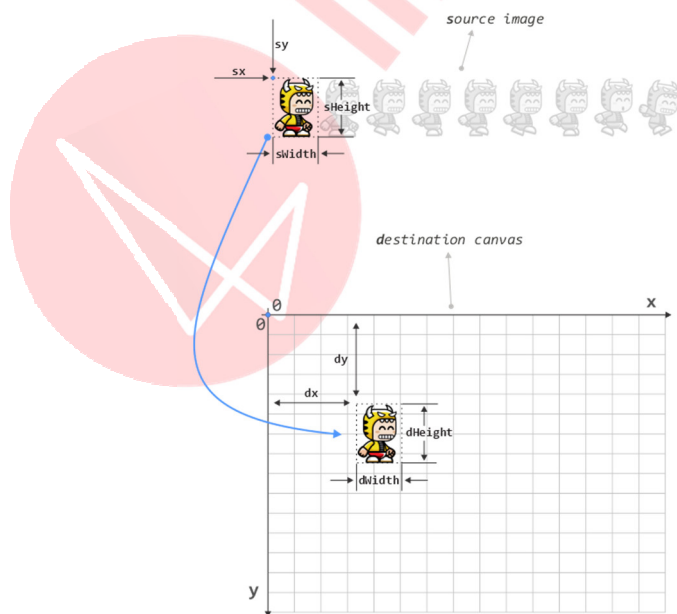 source image
sy
sx
sHeight
sWidth
destination canvas
0
x
0
dy
dx
dHeight
dWidth
y